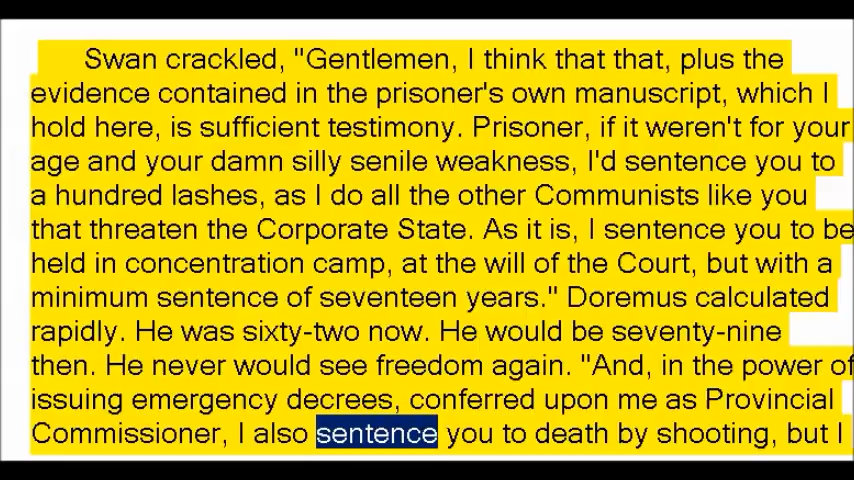 Swan crackled, "Gentlemen, I think that that, plus the
evidence contained in the prisoner's own manuscript, which I
hold here, is sufficient testimony. Prisoner, if it weren't for your
age and your damn silly senile weakness, I'd sentence you to
a hundred lashes, as I do all the other Communists like you
that threaten the Corporate State. As it is, I sentence you to be
held in concentration camp, at the will of the Court, but with a
minimum sentence of seventeen years." Doremus calculated
rapidly. He was sixty-two now. He would be seventy-nine
then. He never would see freedom again. "And, in the power of
issuing emergency decrees, conferred upon me as Provincial
Commissioner, I also sentence you to death by shooting, but I